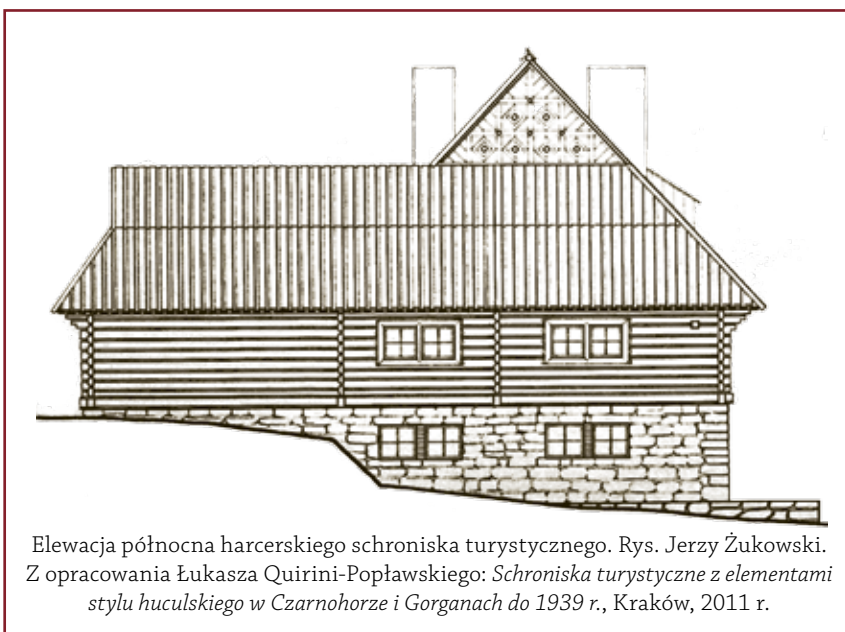 Elewacja północna harcerskiego schroniska turystycznego. Rys. Jerzy Żukowski.
Z opracowania Łukasza Quirini-Popławskiego: Schroniska turystyczne z elementami
stylu huculskiego w Czarnohorze i Gorganach do 1939 r., Kraków, 2011 r.